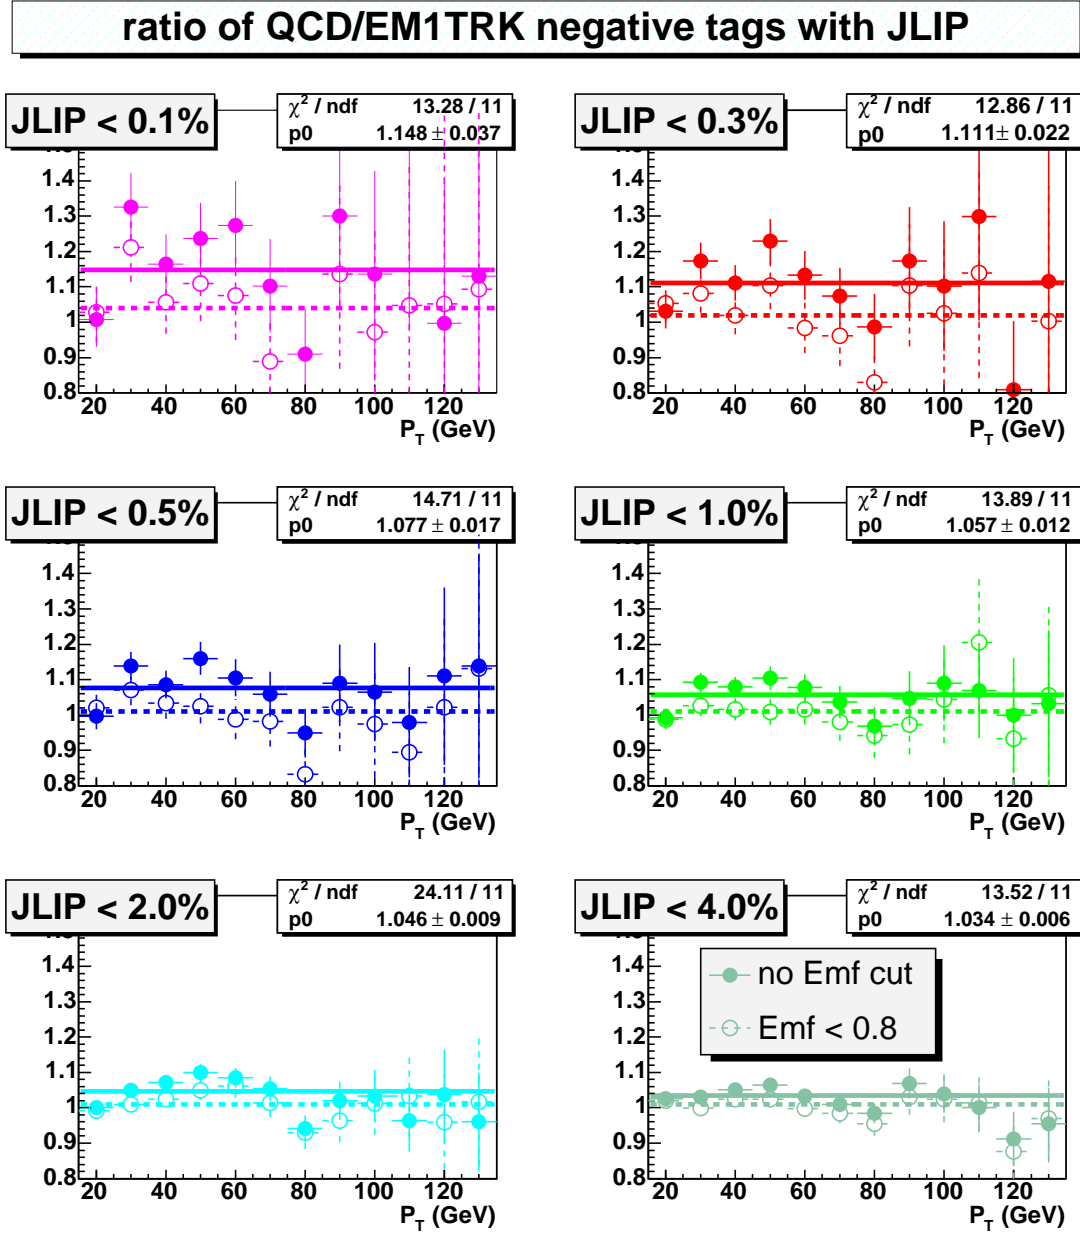 ratio of QCD/EM1TRK negative tags with JLIP
JLIP < 0.1%
χ² / ndf 13.28 / 11
p0 1.148 ± 0.037
1.4
1.3
1.2
1.1
1
0.9
0.8
20 40 60 80 100 120
P_T (GeV)
JLIP < 0.3%
χ² / ndf 12.86 / 11
p0 1.111 ± 0.022
1.4
1.3
1.2
1.1
1
0.9
0.8
20 40 60 80 100 120
P_T (GeV)
JLIP < 0.5%
χ² / ndf 14.71 / 11
p0 1.077 ± 0.017
1.4
1.3
1.2
1.1
1
0.9
0.8
20 40 60 80 100 120
P_T (GeV)
JLIP < 1.0%
χ² / ndf 13.89 / 11
p0 1.057 ± 0.012
1.4
1.3
1.2
1.1
1
0.9
0.8
20 40 60 80 100 120
P_T (GeV)
JLIP < 2.0%
χ² / ndf 24.11 / 11
p0 1.046 ± 0.009
1.4
1.3
1.2
1.1
1
0.9
0.8
20 40 60 80 100 120
P_T (GeV)
JLIP < 4.0%
χ² / ndf 13.52 / 11
p0 1.034 ± 0.006
no Emf cut
Emf < 0.8
1.4
1.3
1.2
1.1
1
0.9
0.8
20 40 60 80 100 120
P_T (GeV)